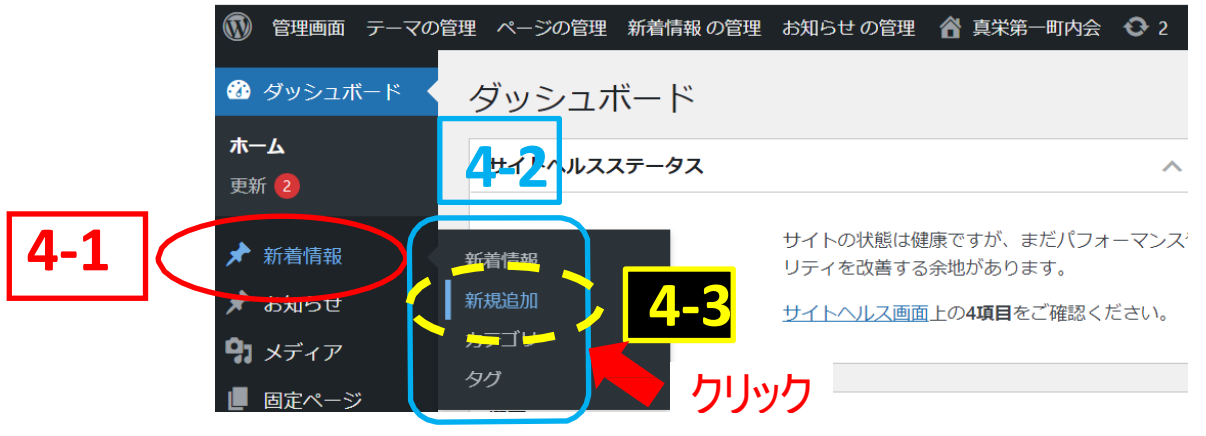 管理画面 テーマの管理 ページの管理 新着情報 の管理 お知らせ の管理 真栄第一町内会 2
ダッシュボード
ダッシュボード
ホーム
更新 2
4-2
サイトヘルスステータス
4-1
新着情報
お知らせ
メディア
固定ページ
新着情報
新規追加
カテゴリー
タグ
4-3
クリック
サイトの状態は健康ですが、まだパフォーマンス
リティを改善する余地があります。
サイトヘルス画面上の4項目をご確認ください。